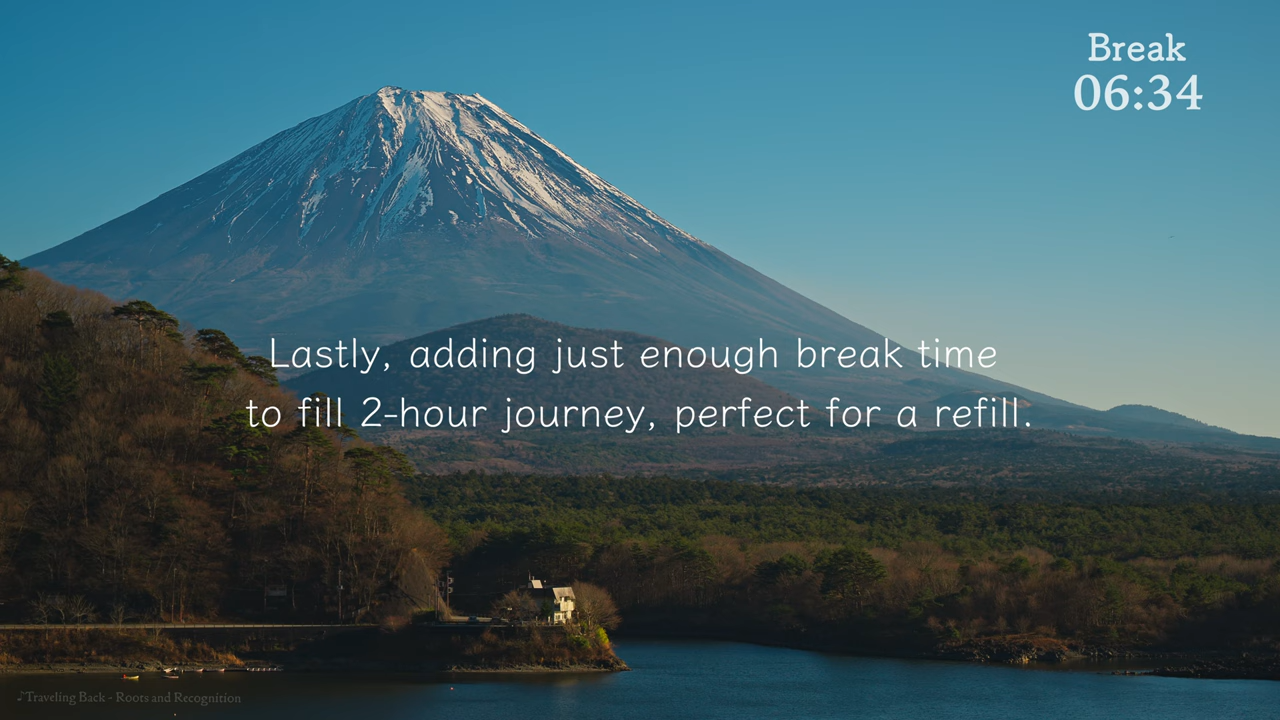 Break
06:34
Lastly, adding just enough break time
to fill 2-hour journey, perfect for a refill.
♪Traveling Back - Roots and Recognition